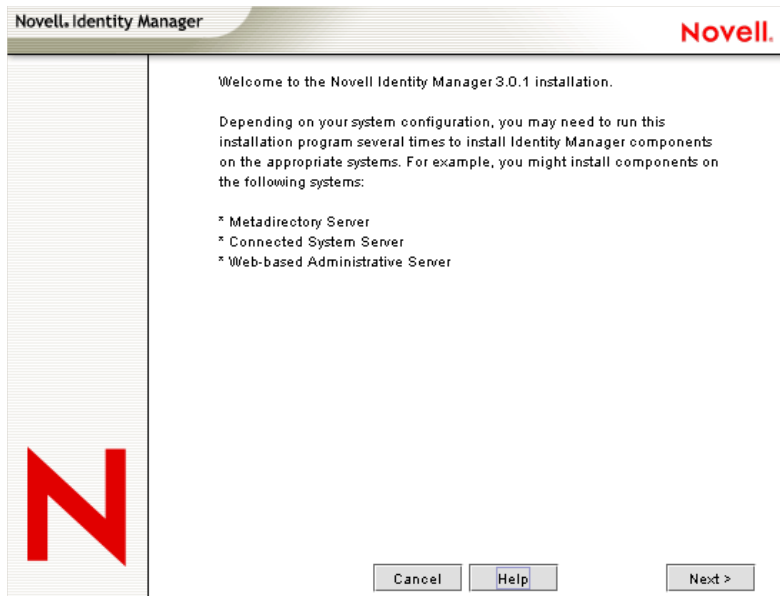 Novell® Identity Manager
Novell.
Welcome to the Novell Identity Manager 3.0.1 installation.
Depending on your system configuration, you may need to run this
installation program several times to install Identity Manager components
on the appropriate systems. For example, you might install components on
the following systems:
* Metadirectory Server
* Connected System Server
* Web-based Administrative Server
N
Cancel
Help
Next >